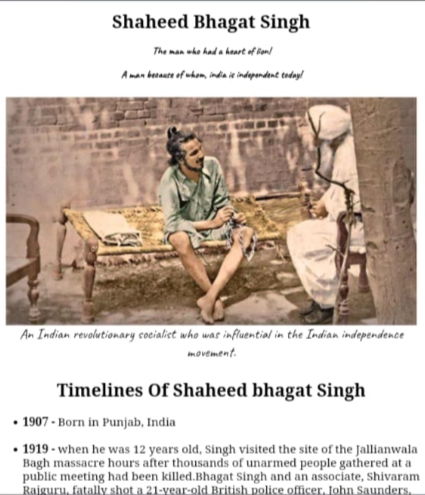 Shaheed Bhagat Singh
The man who had a heart of lion!
A man because of whom, india is independent today!
An Indian revolutionary socialist who was influential in the Indian independence
movement.
Timelines Of Shaheed bhagat Singh
• 1907 - Born in Punjab, India
• 1919 - when he was 12 years old, Singh visited the site of the Jallianwala
Bagh massacre hours after thousands of unarmed people gathered at a
public meeting had been killed.Bhagat Singh and an associate, Shivaram
Rajguru, fatally shot a 21-year-old British police officer, John Saunders,